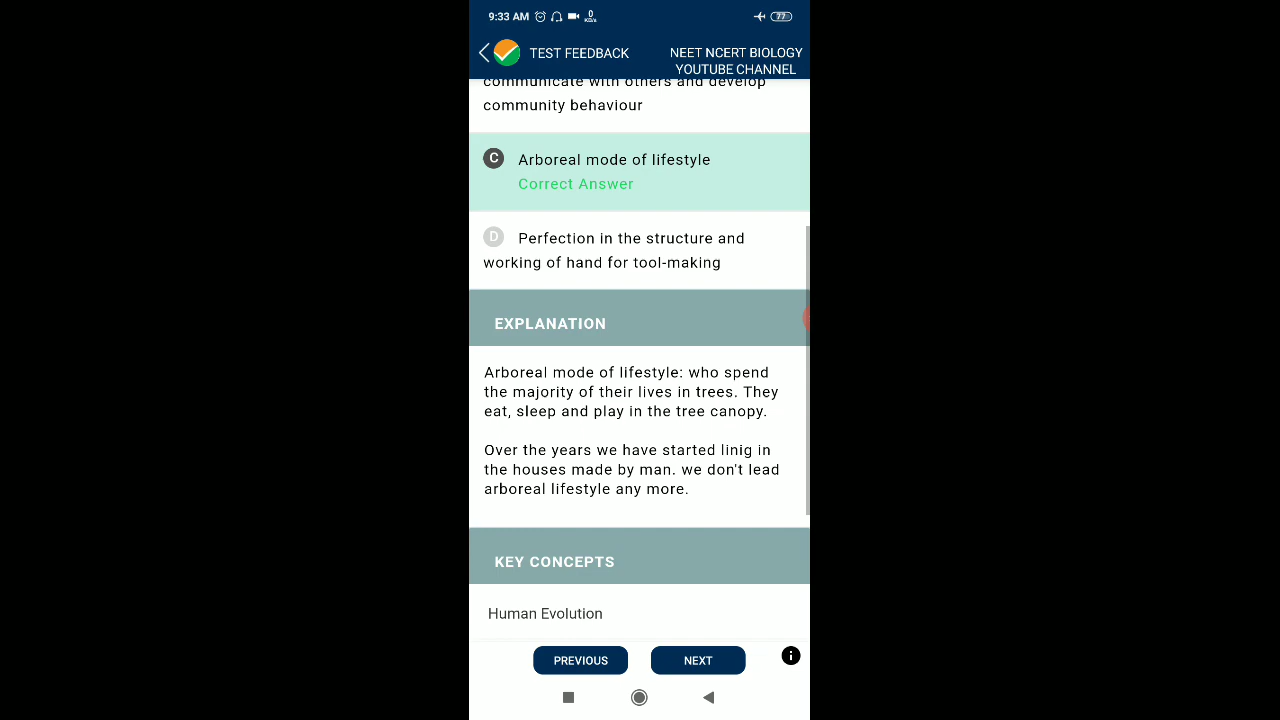 9:33 AM 0 KB/s 77
TEST FEEDBACK
NEET NCERT BIOLOGY
YOUTUBE CHANNEL
communicate with others and develop
community behaviour
C Arboreal mode of lifestyle
Correct Answer
D Perfection in the structure and
working of hand for tool-making
EXPLANATION
Arboreal mode of lifestyle: who spend
the majority of their lives in trees. They
eat, sleep and play in the tree canopy.
Over the years we have started linig in
the houses made by man. we don't lead
arboreal lifestyle any more.
KEY CONCEPTS
Human Evolution
PREVIOUS NEXT